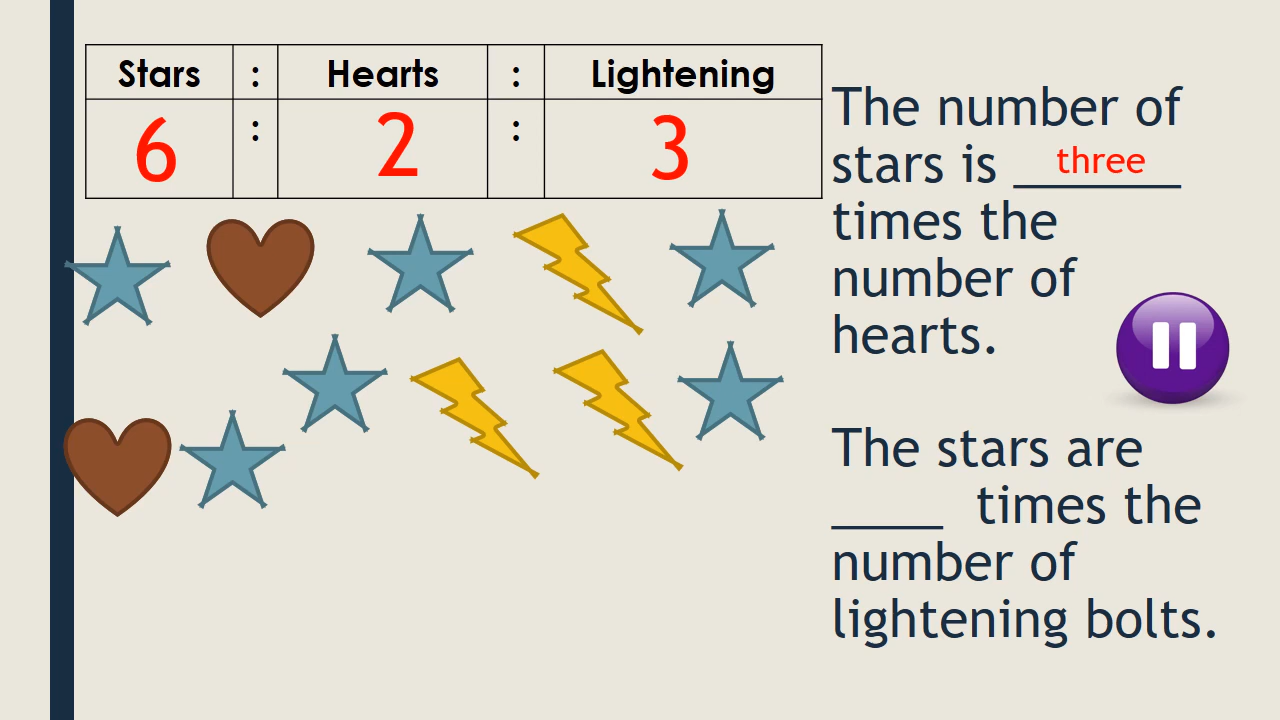 Stars : Hearts : Lightening
6 : 2 : 3
The number of
stars is three
times the
number of
hearts.
The stars are
____ times the
number of
lightening bolts.